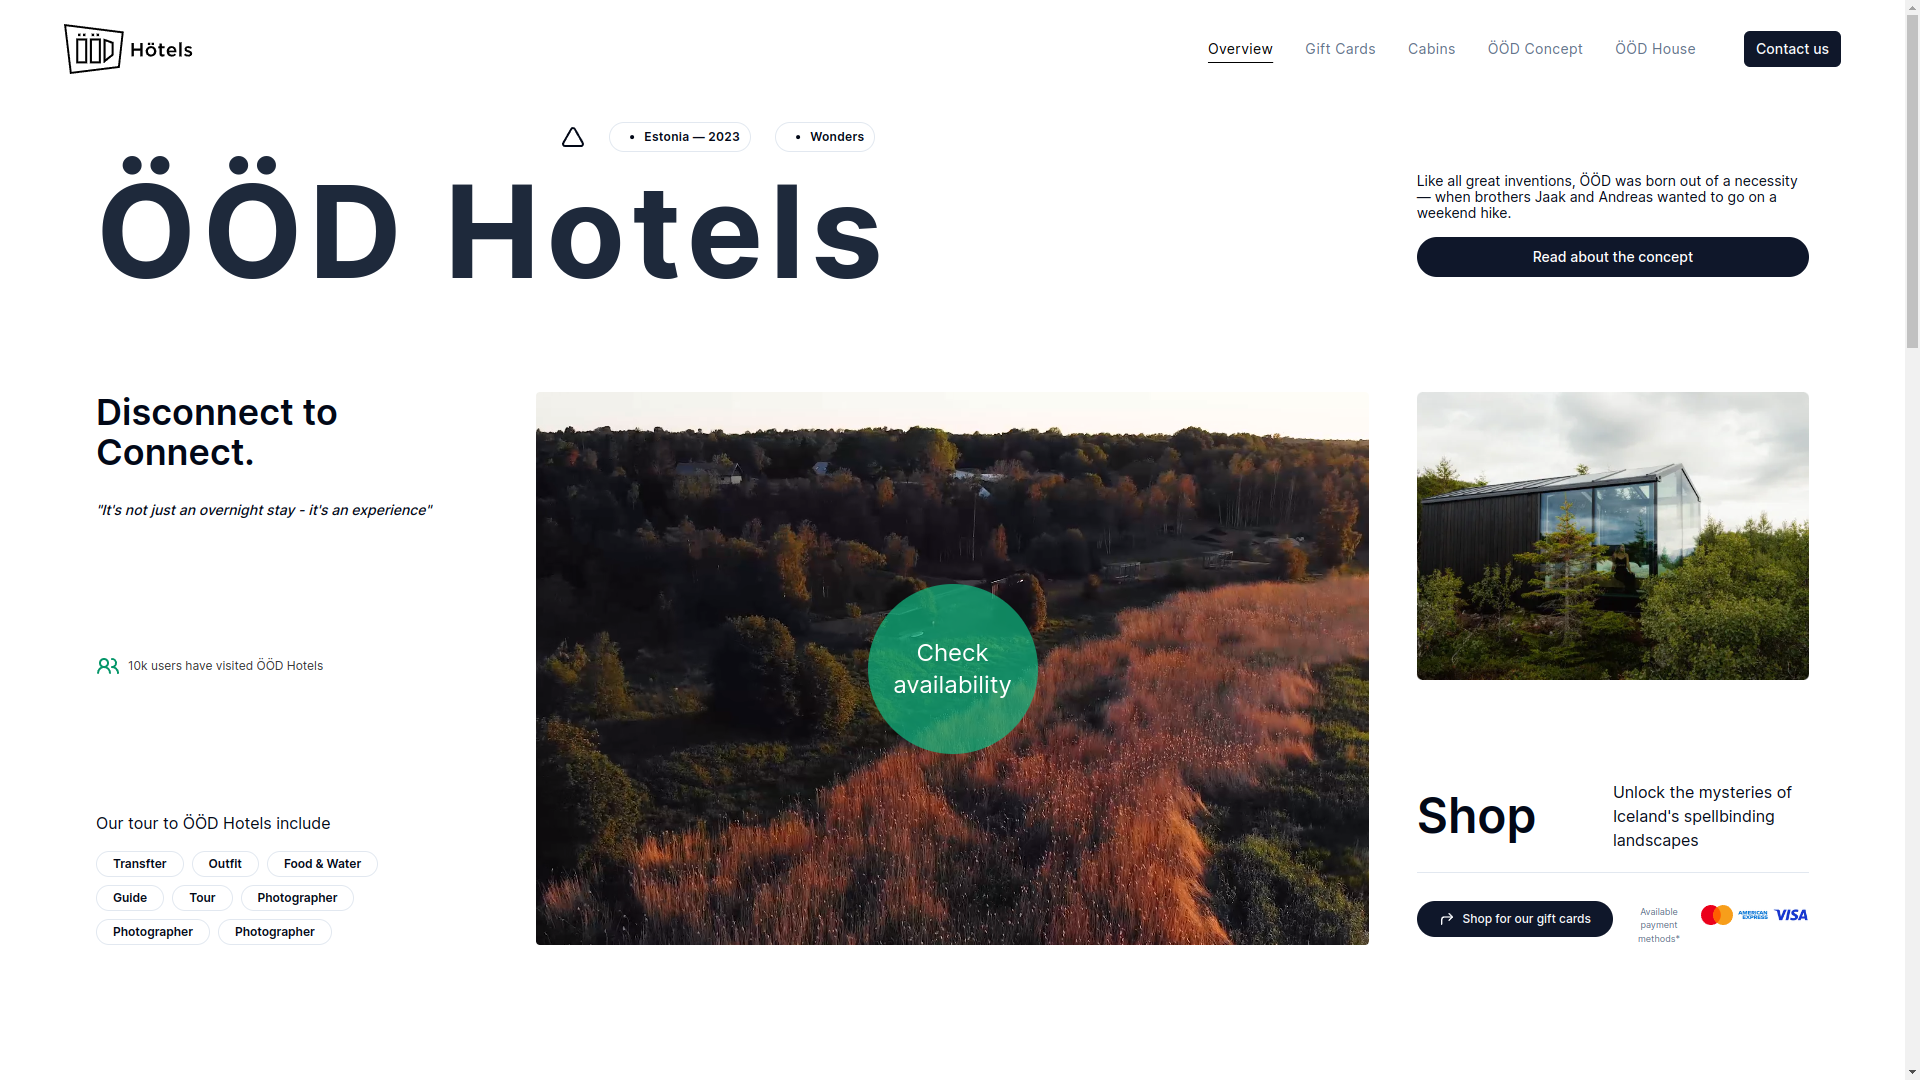 ÖÖD Hötels
Overview
Gift Cards
Cabins
ÖÖD Concept
ÖÖD House
Contact us
• Estonia — 2023
• Wonders
ÖÖD Hotels
Like all great inventions, ÖÖD was born out of a necessity
— when brothers Jaak and Andreas wanted to go on a
weekend hike.
Read about the concept
Disconnect to
Connect.
"It's not just an overnight stay - it's an experience"
10k users have visited ÖÖD Hotels
Our tour to ÖÖD Hotels include
Transfter
Outfit
Food & Water
Guide
Tour
Photographer
Photographer
Photographer
Check
availability
Shop
Unlock the mysteries of
Iceland's spellbinding
landscapes
Shop for our gift cards
Available
payment
methods*
AMERICAN
EXPRESS
VISA